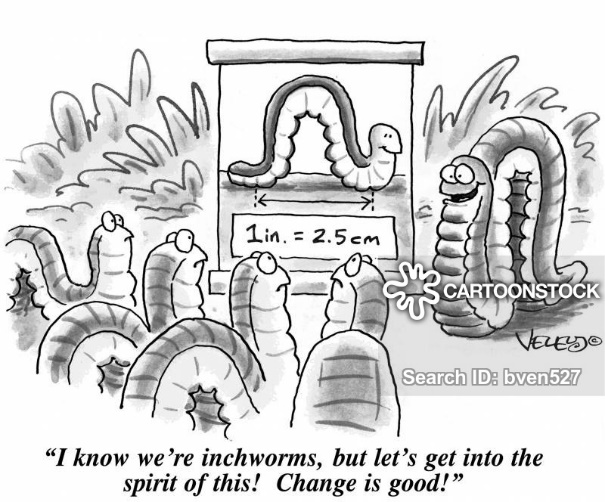 1in. = 2.5cm
CARTOONSTOCK
VELEY ©
Search ID: bven527
“I know we’re inchworms, but let’s get into the
spirit of this!  Change is good!”